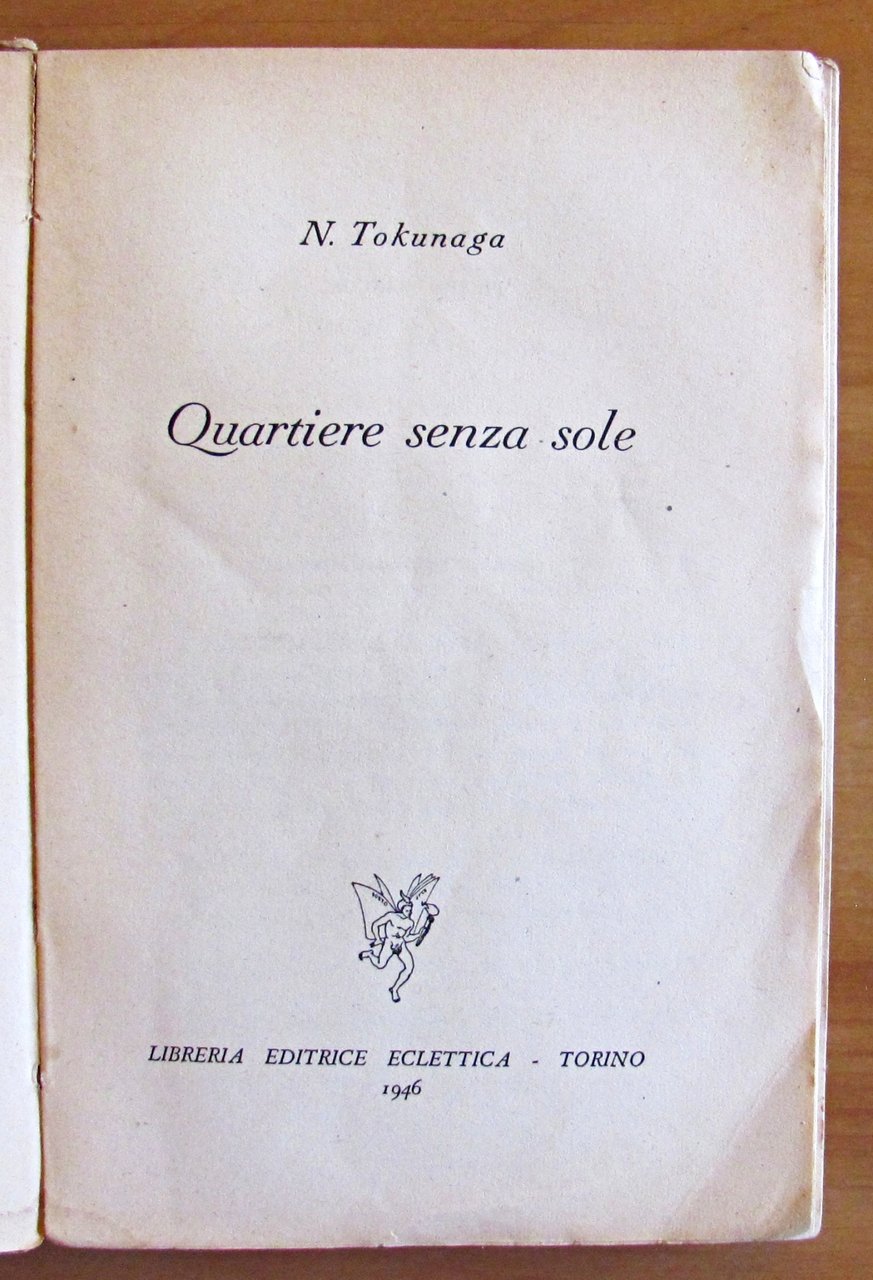 N. Tokunaga
Quartiere senza sole
LIBRERIA EDITRICE ECLETTICA - TORINO
1946